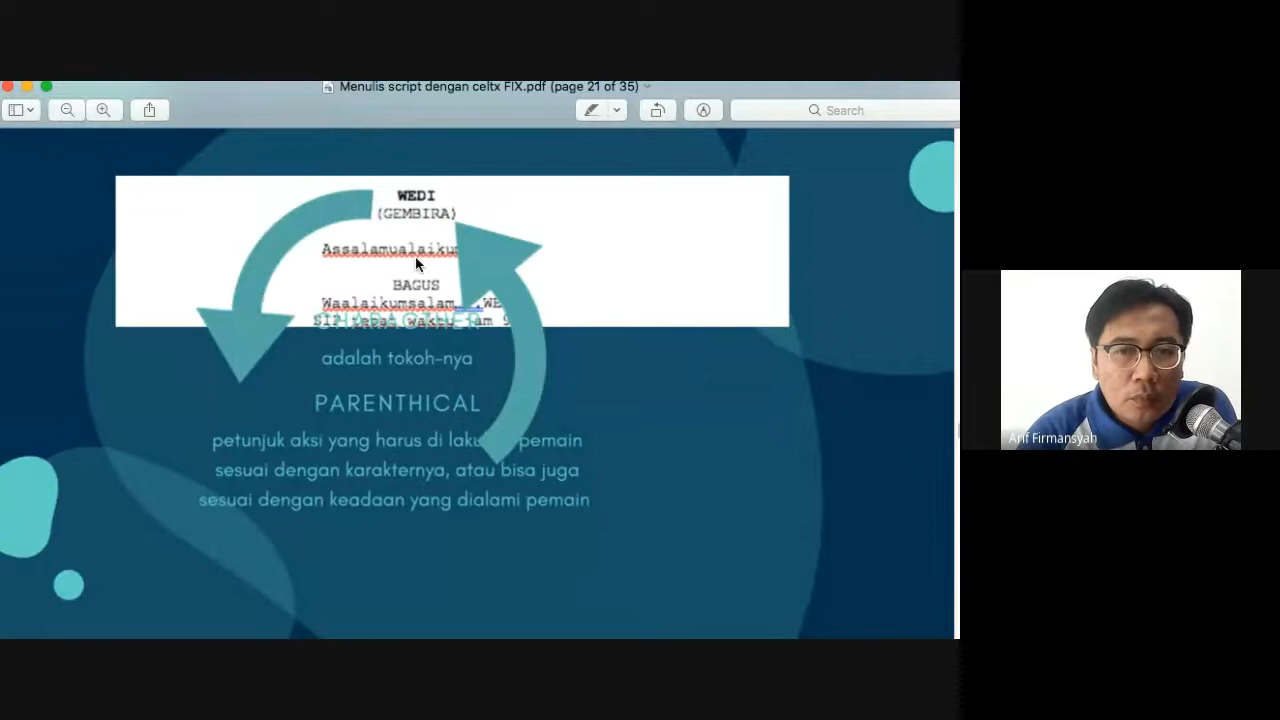 Menulis script dengan celtx FIX.pdf (page 21 of 35)
Search
WEDI
(GEMBIRA)
BAGUS
Waalaikumsalam
adalah tokoh-nya
PARENTHICAL
petunjuk aksi yang harus di pemain
sesuai dengan karakternya, atau bisa juga
sesuai dengan keadaan yang dialami pemain
Arif Firmansyah